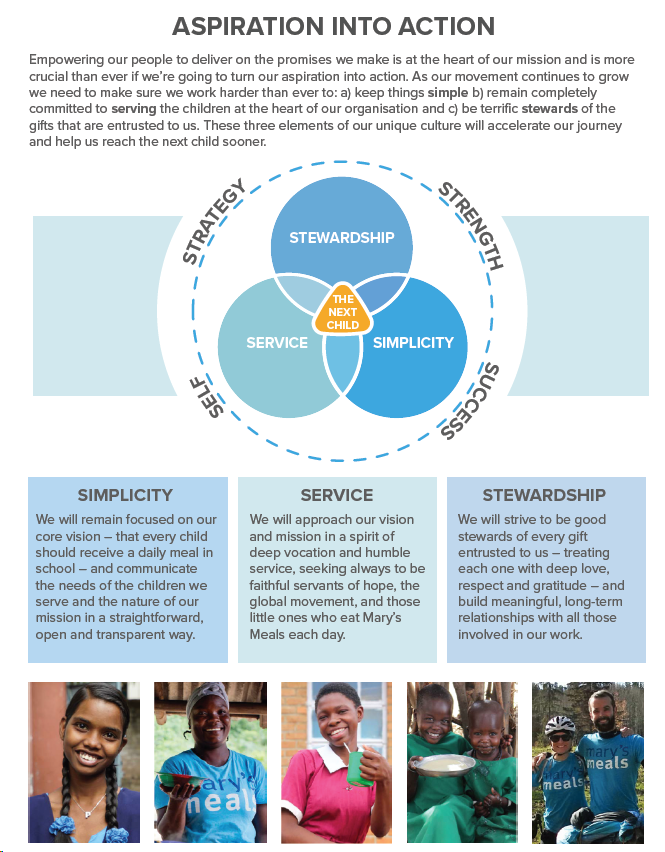 ASPIRATION INTO ACTION
Empowering our people to deliver on the promises we make is at the heart of our mission and is more
crucial than ever if we're going to turn our aspiration into action. As our movement continues to grow
we need to make sure we work harder than ever to: a) keep things simple b) remain completely
committed to serving the children at the heart of our organisation and c) be terrific stewards of the
gifts that are entrusted to us. These three elements of our unique culture will accelerate our journey
and help us reach the next child sooner.
STRATEGY
STRENGTH
STEWARDSHIP
THE
NEXT
CHILD
SERVICE
SIMPLICITY
SELF
SUCCESS
SIMPLICITY
We will remain focused on our
core vision – that every child
should receive a daily meal in
school – and communicate
the needs of the children we
serve and the nature of our
mission in a straightforward,
open and transparent way.
SERVICE
We will approach our vision
and mission in a spirit of
deep vocation and humble
service, seeking always to be
faithful servants of hope, the
global movement, and those
little ones who eat Mary's
Meals each day.
STEWARDSHIP
We will strive to be good
stewards of every gift
entrusted to us – treating
each one with deep love,
respect and gratitude – and
build meaningful, long-term
relationships with all those
involved in our work.
mary's
meals
mary's
meals
mary's
meals